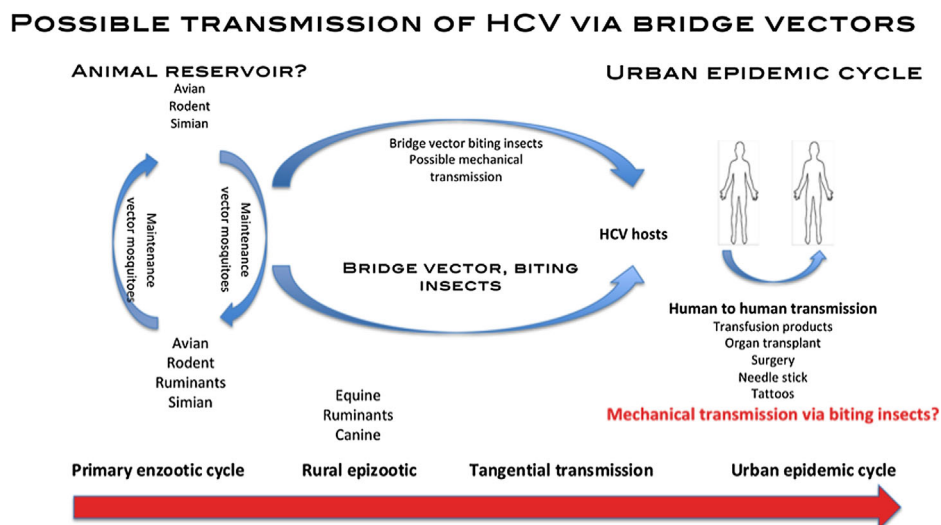 POSSIBLE TRANSMISSION OF HCV VIA BRIDGE VECTORS
ANIMAL RESERVOIR?
Avian
Rodent
Simian
URBAN EPIDEMIC CYCLE
Bridge vector biting insects
Possible mechanical
transmission
Maintenance
vector mosquitoes
Maintenance
vector mosquitoes
HCV hosts
BRIDGE VECTOR, BITING
INSECTS
Avian
Rodent
Ruminants
Simian
Equine
Ruminants
Canine
Human to human transmission
Transfusion products
Organ transplant
Surgery
Needle stick
Tattoos
Mechanical transmission via biting insects?
Primary enzootic cycle
Rural epizootic
Tangential transmission
Urban epidemic cycle